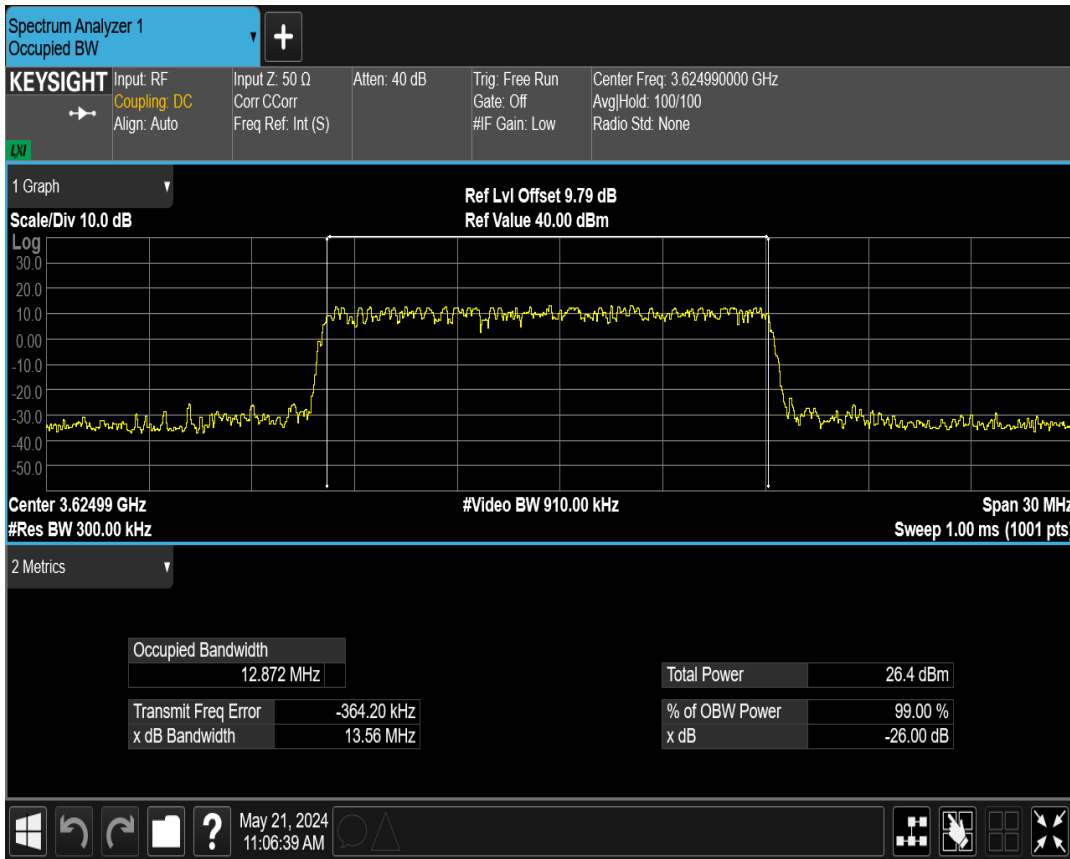 Spectrum Analyzer 1
Occupied BW
+
KEYSIGHT
LXI
Input: RF
Coupling: DC
Align: Auto
Input Z: 50 Ω
Corr CCorr
Freq Ref: Int (S)
Atten: 40 dB
Trig: Free Run
Gate: Off
#IF Gain: Low
Center Freq: 3.624990000 GHz
Avg|Hold: 100/100
Radio Std: None
1 Graph
Ref Lvl Offset 9.79 dB
Scale/Div 10.0 dB
Ref Value 40.00 dBm
Log
30.0
20.0
10.0
0.00
-10.0
-20.0
-30.0
-40.0
-50.0
Center 3.62499 GHz
#Video BW 910.00 kHz
Span 30 MHz
#Res BW 300.00 kHz
Sweep 1.00 ms (1001 pts)
2 Metrics
Occupied Bandwidth
12.872 MHz
Total Power 26.4 dBm
Transmit Freq Error -364.20 kHz
% of OBW Power 99.00 %
x dB Bandwidth 13.56 MHz
x dB -26.00 dB
?
May 21, 2024
11:06:39 AM